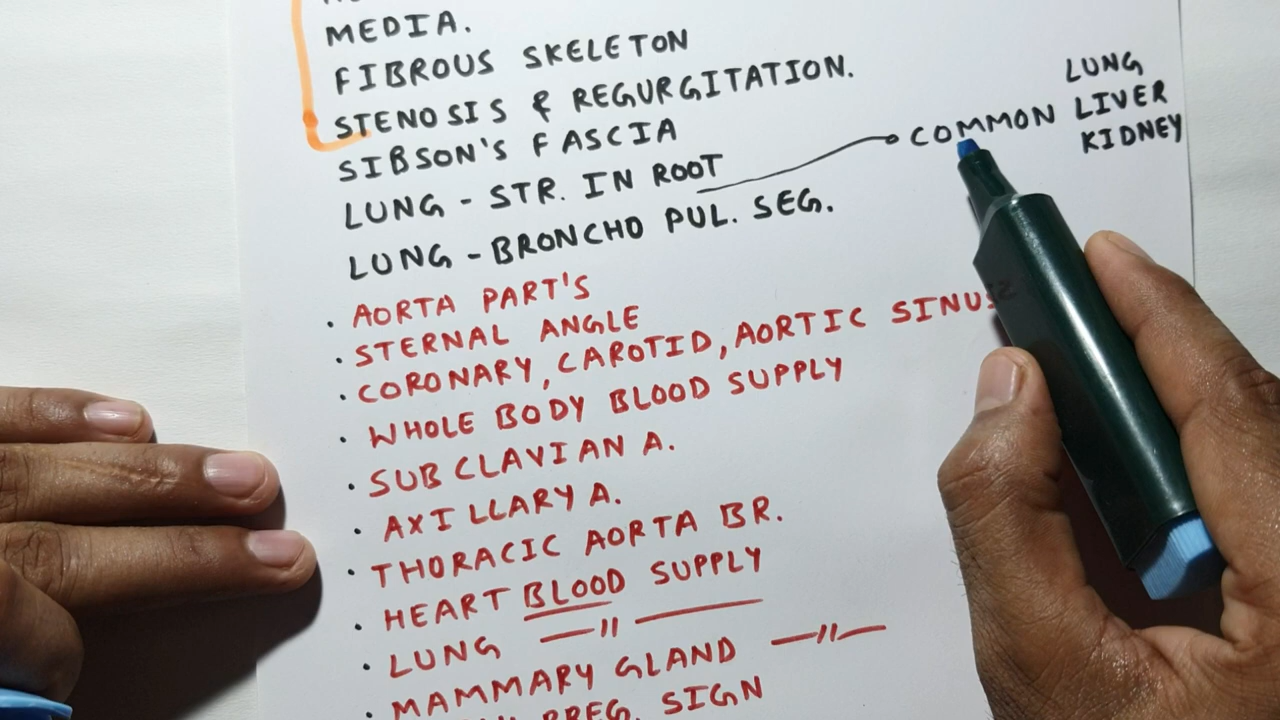 MEDIA.
FIBROUS SKELETON
STENOSIS & REGURGITATION.
SIBSON'S FASCIA
LUNG - STR. IN ROOT
COMMON LUNG
LIVER
KIDNEY
LUNG - BRONCHO PUL. SEG.
· AORTA PART'S
· STERNAL ANGLE
· CORONARY, CAROTID, AORTIC SINUS
· WHOLE BODY BLOOD SUPPLY
· SUBCLAVIAN A.
· AXILLARY A.
· THORACIC AORTA BR.
· HEART BLOOD SUPPLY
· LUNG —〃—
· MAMMARY GLAND —〃—
PREG. SIGN